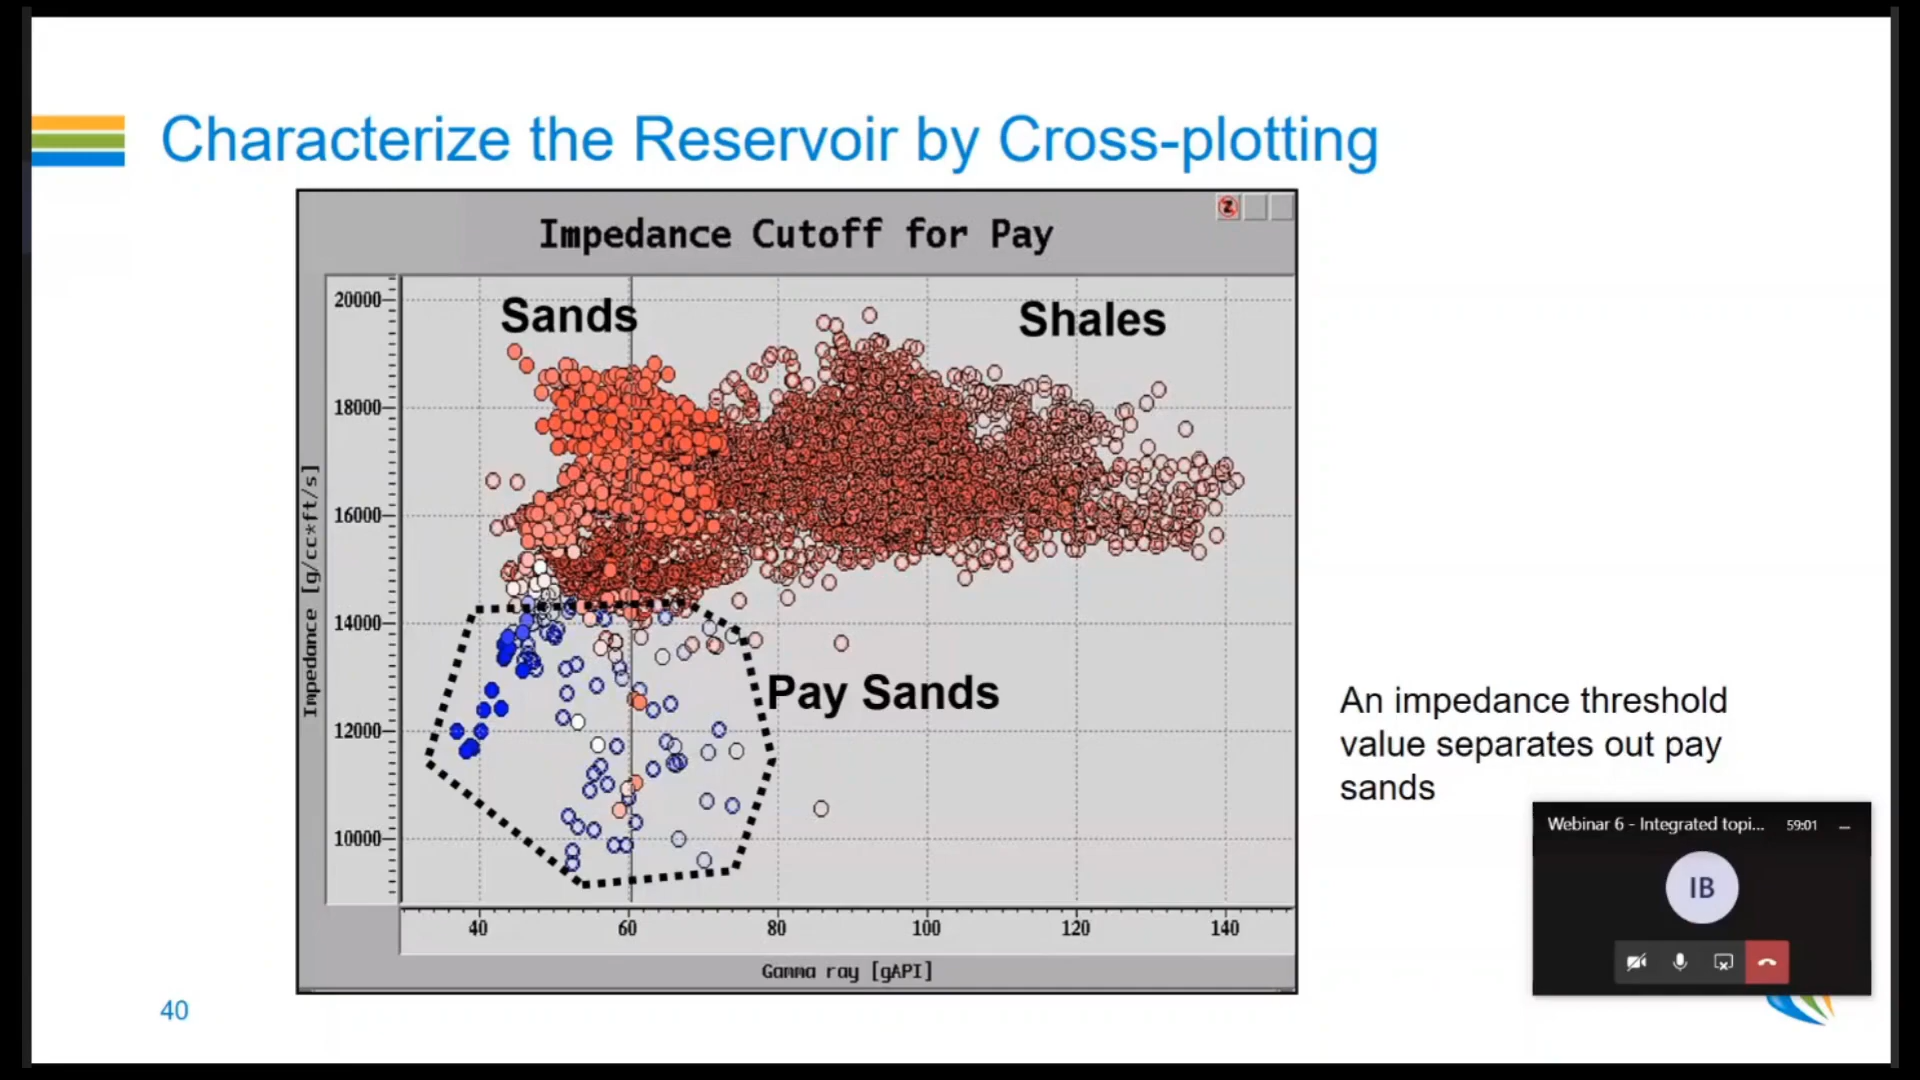 Characterize the Reservoir by Cross-plotting
Impedance Cutoff for Pay
Sands
Shales
Pay Sands
Impedance [g/cc*ft/s]
20000
18000
16000
14000
12000
10000
40
60
80
100
120
140
Gamma ray [gAPI]
An impedance threshold
value separates out pay
sands
Webinar 6 - Integrated topi... 59:01
IB
40